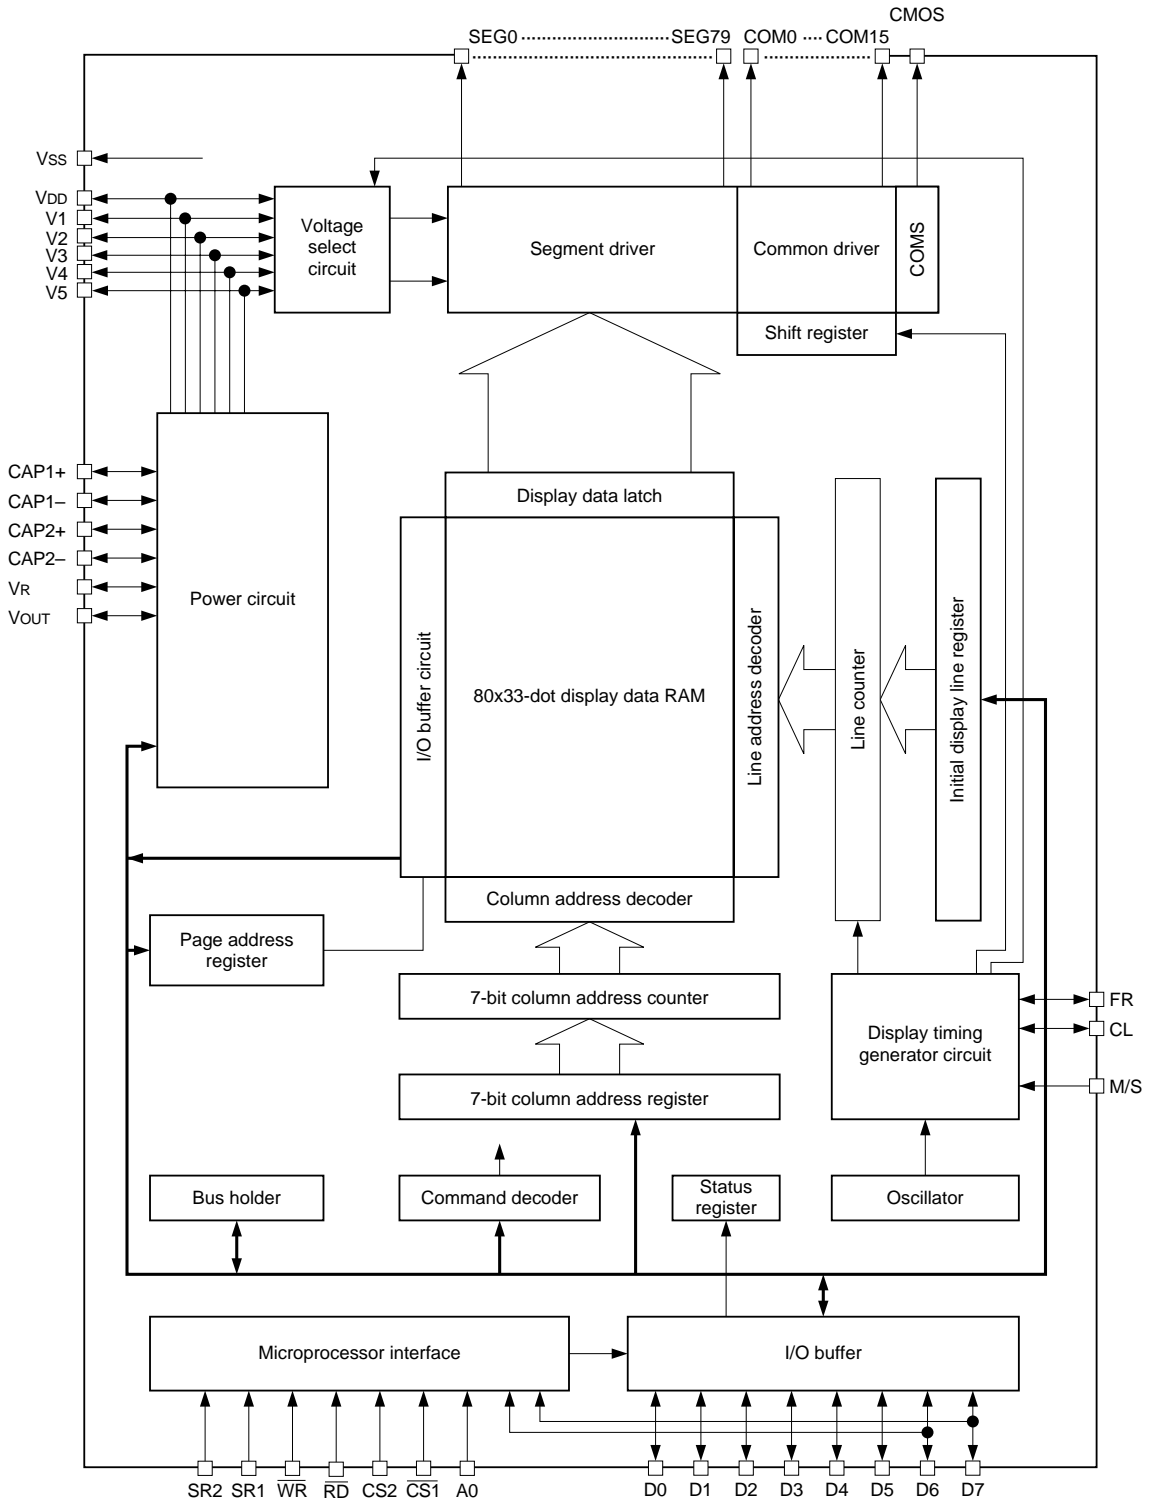 CMOS
SEG0 SEG79 COM0 COM15
VSS
VDD
V1
V2
V3
V4
V5
Voltage
select
circuit
Segment driver
Common driver
COMS
Shift register
CAP1+
CAP1–
CAP2+
CAP2–
VR
VOUT
Power circuit
Display data latch
I/O buffer circuit
80x33-dot display data RAM
Line address decoder
Line counter
Initial display line register
Column address decoder
Page address
register
7-bit column address counter
Display timing
generator circuit
FR
CL
M/S
7-bit column address register
Bus holder
Command decoder
Status
register
Oscillator
Microprocessor interface
I/O buffer
SR2 SR1 W̅R̅ R̅D̅ CS2 C̅S̅1̅ A0 D0 D1 D2 D3 D4 D5 D6 D7